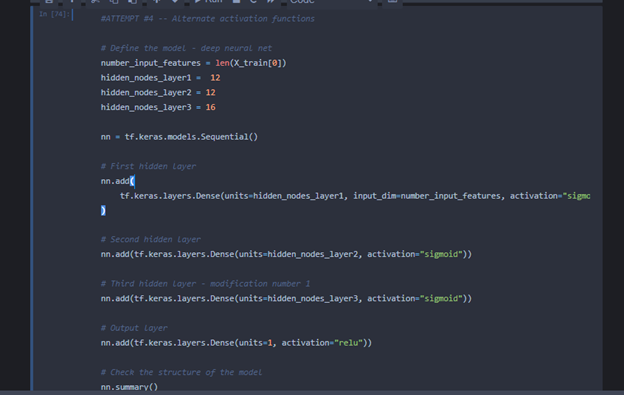 Run
Code
In [74]:
#ATTEMPT #4 -- Alternate activation functions
# Define the model - deep neural net
number_input_features = len(X_train[0])
hidden_nodes_layer1 =  12
hidden_nodes_layer2 = 12
hidden_nodes_layer3 = 16
nn = tf.keras.models.Sequential()
# First hidden layer
nn.add(
    tf.keras.layers.Dense(units=hidden_nodes_layer1, input_dim=number_input_features, activation="sigmo
)
# Second hidden layer
nn.add(tf.keras.layers.Dense(units=hidden_nodes_layer2, activation="sigmoid"))
# Third hidden layer - modification number 1
nn.add(tf.keras.layers.Dense(units=hidden_nodes_layer3, activation="sigmoid"))
# Output layer
nn.add(tf.keras.layers.Dense(units=1, activation="relu"))
# Check the structure of the model
nn.summary()